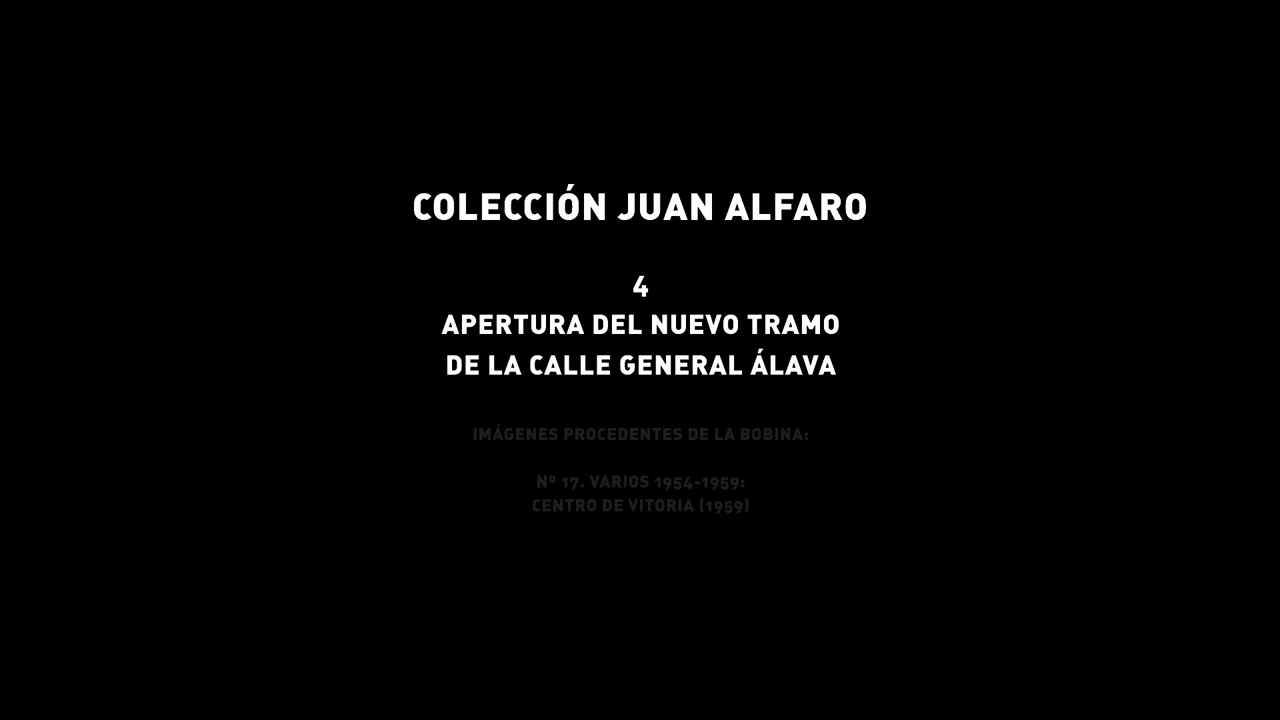 COLECCIÓN JUAN ALFARO
4
APERTURA DEL NUEVO TRAMO
DE LA CALLE GENERAL ÁLAVA
IMÁGENES PROCEDENTES DE LA BOBINA:
Nº 17. VARIOS 1954-1959:
CENTRO DE VITORIA (1959)